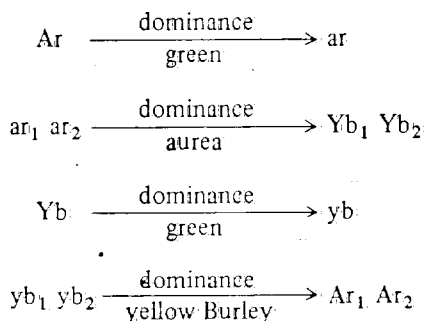 Ar dominance green ar
ar₁ ar₂ dominance aurea Yb₁ Yb₂
Yb dominance green yb
yb₁ yb₂ dominance yellow Burley Ar₁ Ar₂